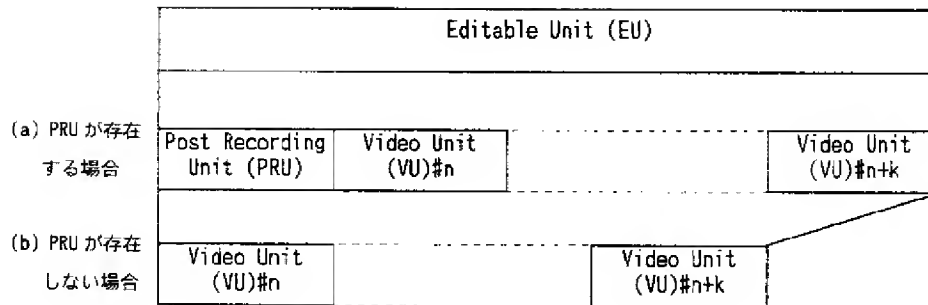 Editable Unit (EU)
(a) PRU が存在
する場合
Post Recording
Unit (PRU)
Video Unit
(VU)#n
Video Unit
(VU)#n+k
(b) PRU が存在
しない場合
Video Unit
(VU)#n
Video Unit
(VU)#n+k